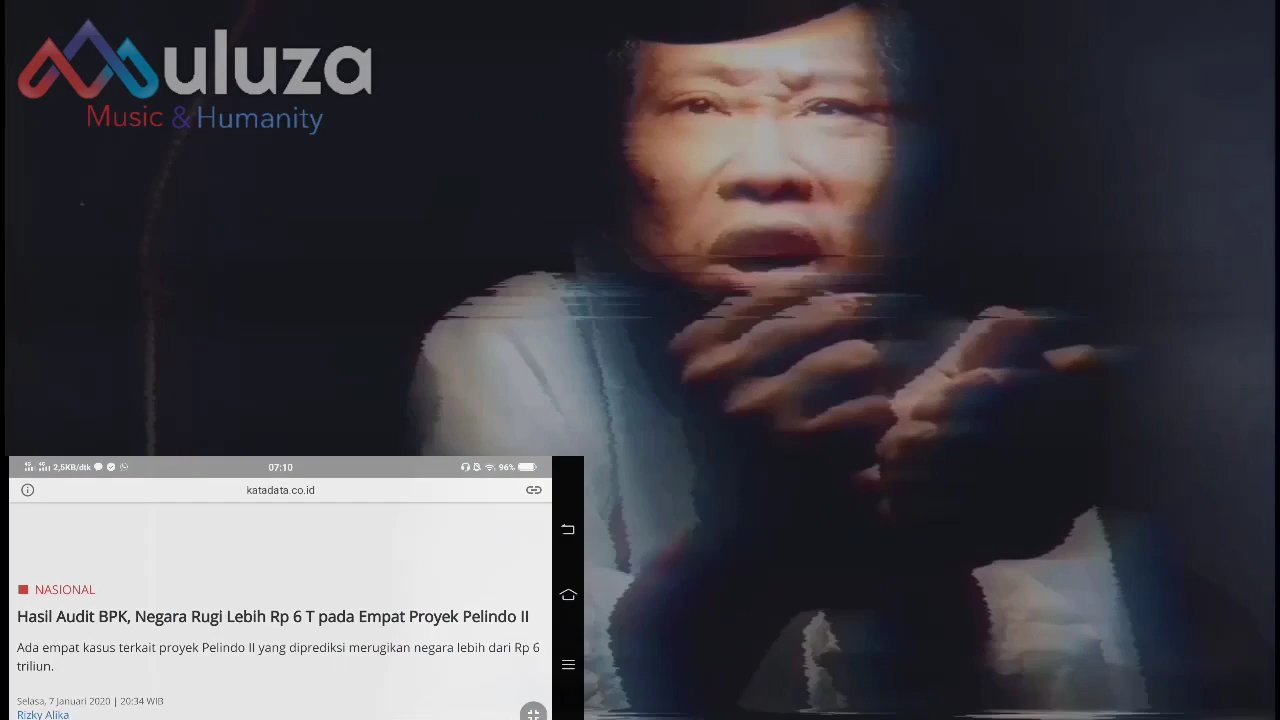 uluza
Music & Humanity
2,5KB/dtk
07:10
96%
katadata.co.id
NASIONAL
Hasil Audit BPK, Negara Rugi Lebih Rp 6 T pada Empat Proyek Pelindo II
Ada empat kasus terkait proyek Pelindo II yang diprediksi merugikan negara lebih dari Rp 6
triliun.
Selasa, 7 Januari 2020 | 20:34 WIB
Rizky Alika